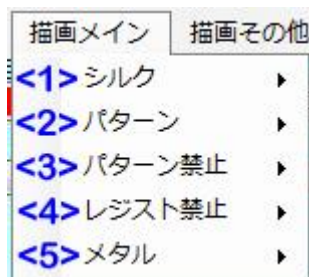 描画メイン 描画その他
<1>シルク
<2>パターン
<3>パターン禁止
<4>レジスト禁止
<5>メタル